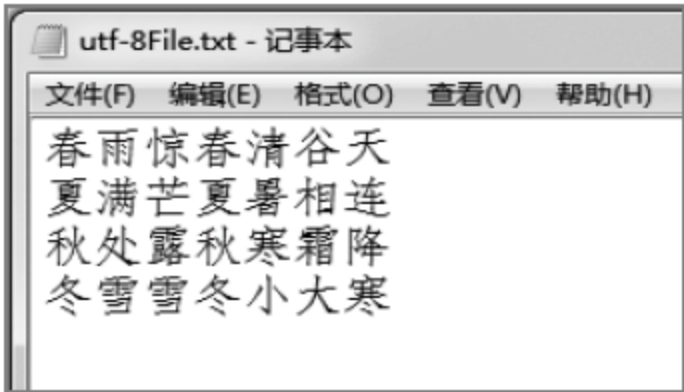 utf-8File.txt - 记事本
文件(F) 编辑(E) 格式(O) 查看(V) 帮助(H)
春雨惊春清谷天
夏满芒夏暑相连
秋处露秋寒霜降
冬雪雪冬小大寒